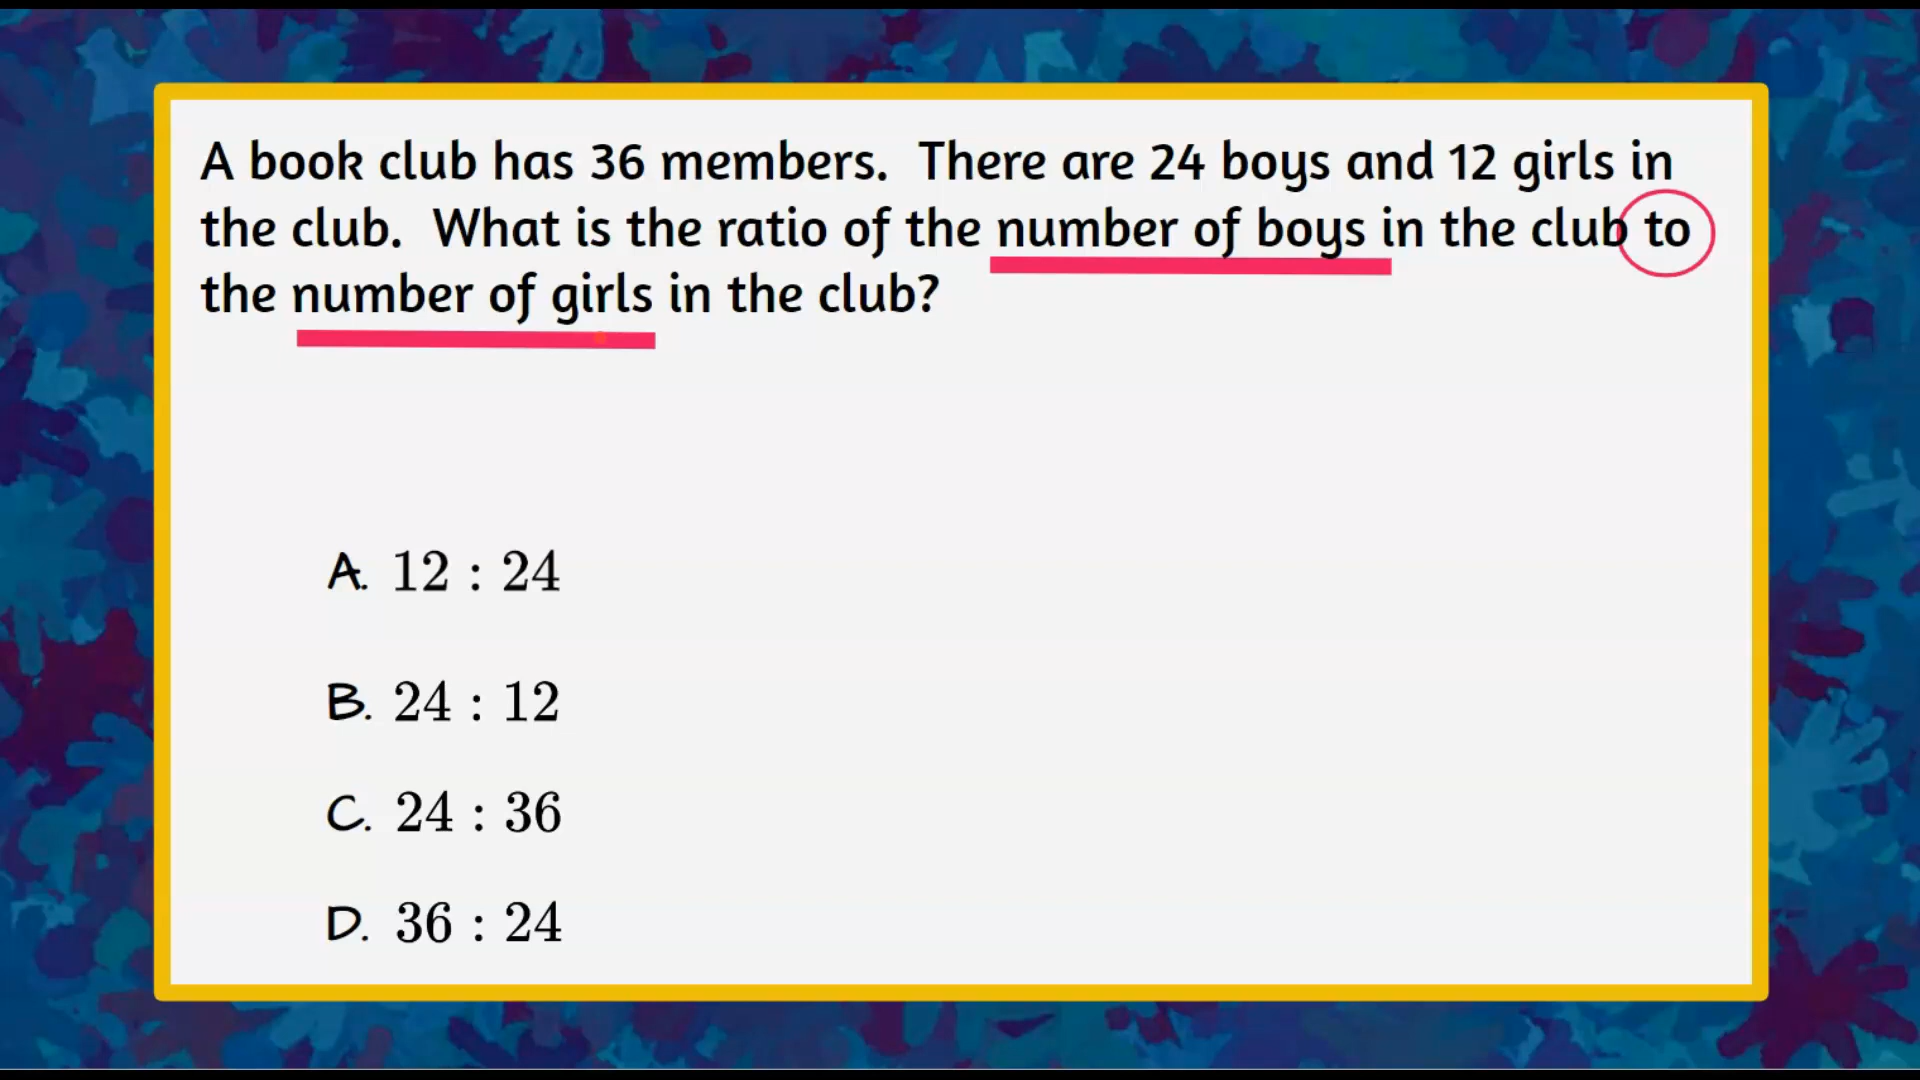 A book club has 36 members. There are 24 boys and 12 girls in
the club. What is the ratio of the number of boys in the club to
the number of girls in the club?
A. 12 : 24
B. 24 : 12
C. 24 : 36
D. 36 : 24